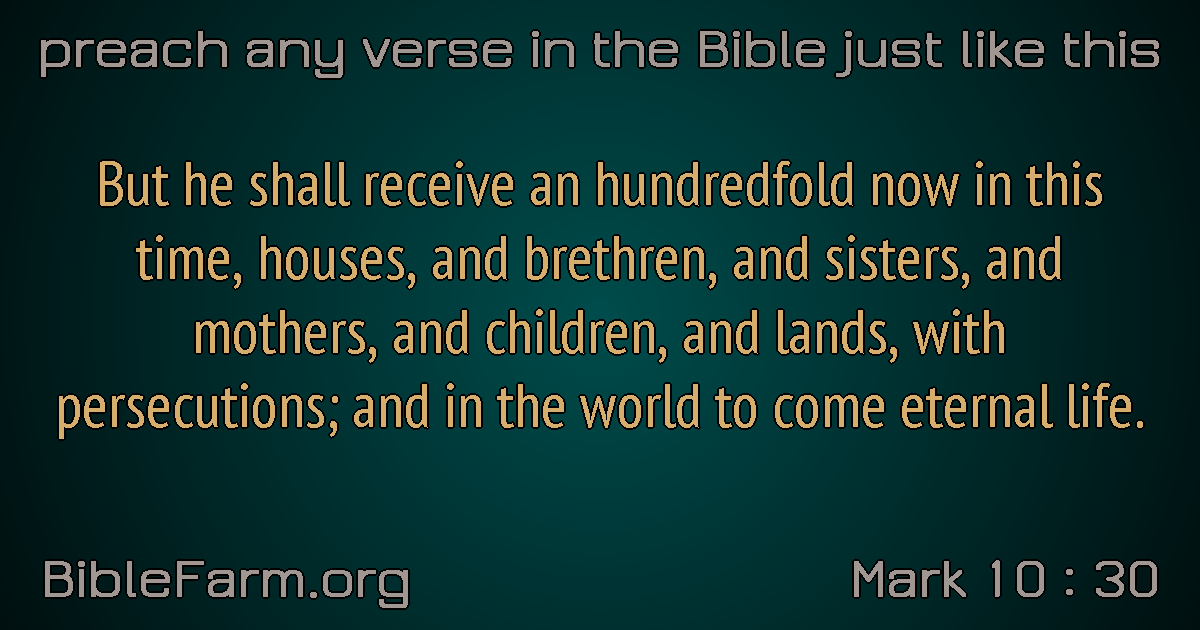 preach any verse in the Bible just like this
But he shall receive an hundredfold now in this
time, houses, and brethren, and sisters, and
mothers, and children, and lands, with
persecutions; and in the world to come eternal life.
BibleFarm.org
Mark 10 : 30